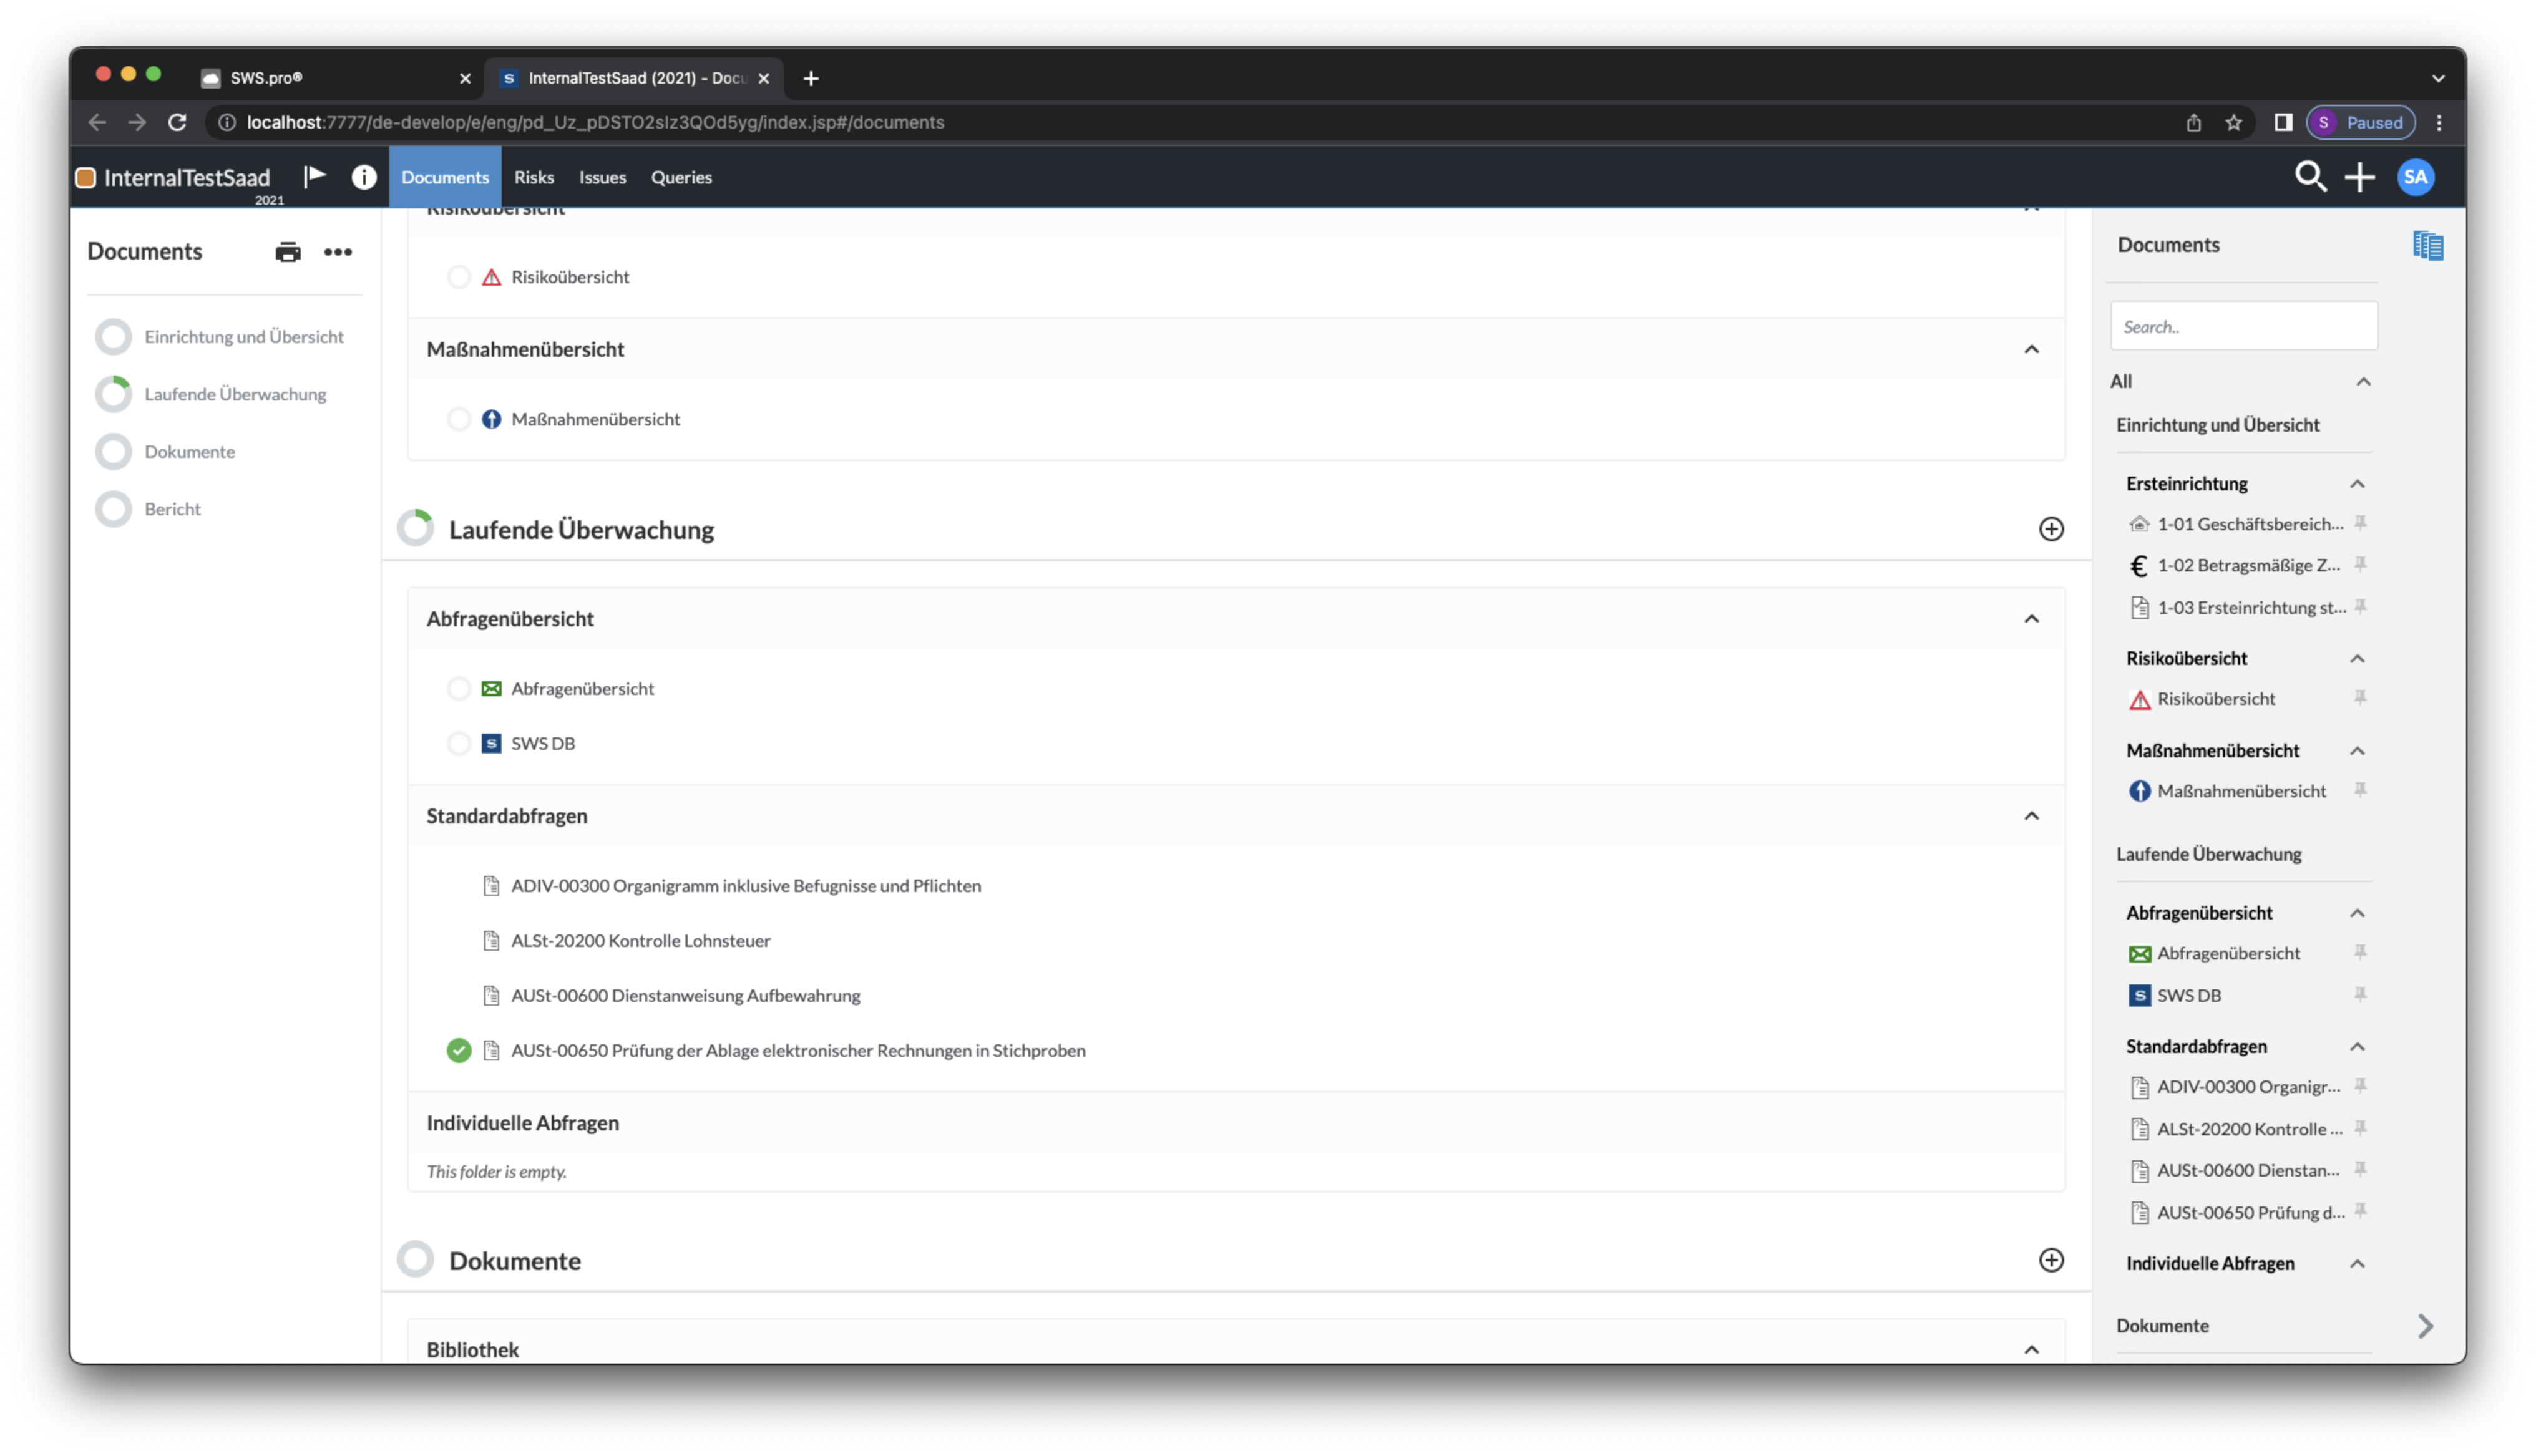 SWS.pro®
InternalTestSaad (2021) - Docu
localhost:7777/de-develop/e/eng/pd_Uz_pDSTO2sIz3QOd5yg/index.jsp#/documents
S Paused
InternalTestSaad
2021
Documents Risks Issues Queries
SA
Documents
Einrichtung und Übersicht
Laufende Überwachung
Dokumente
Bericht
Risikoübersicht
Risikoübersicht
Maßnahmenübersicht
Maßnahmenübersicht
Laufende Überwachung
Abfragenübersicht
Abfragenübersicht
S SWS DB
Standardabfragen
ADIV-00300 Organigramm inklusive Befugnisse und Pflichten
ALSt-20200 Kontrolle Lohnsteuer
AUSt-00600 Dienstanweisung Aufbewahrung
AUSt-00650 Prüfung der Ablage elektronischer Rechnungen in Stichproben
Individuelle Abfragen
This folder is empty.
Dokumente
Bibliothek
Documents
Search..
All
Einrichtung und Übersicht
Ersteinrichtung
1-01 Geschäftsbereich...
€ 1-02 Betragsmäßige Z...
1-03 Ersteinrichtung st...
Risikoübersicht
Risikoübersicht
Maßnahmenübersicht
Maßnahmenübersicht
Laufende Überwachung
Abfragenübersicht
Abfragenübersicht
S SWS DB
Standardabfragen
ADIV-00300 Organigr...
ALSt-20200 Kontrolle ...
AUSt-00600 Dienstan...
AUSt-00650 Prüfung d...
Individuelle Abfragen
Dokumente